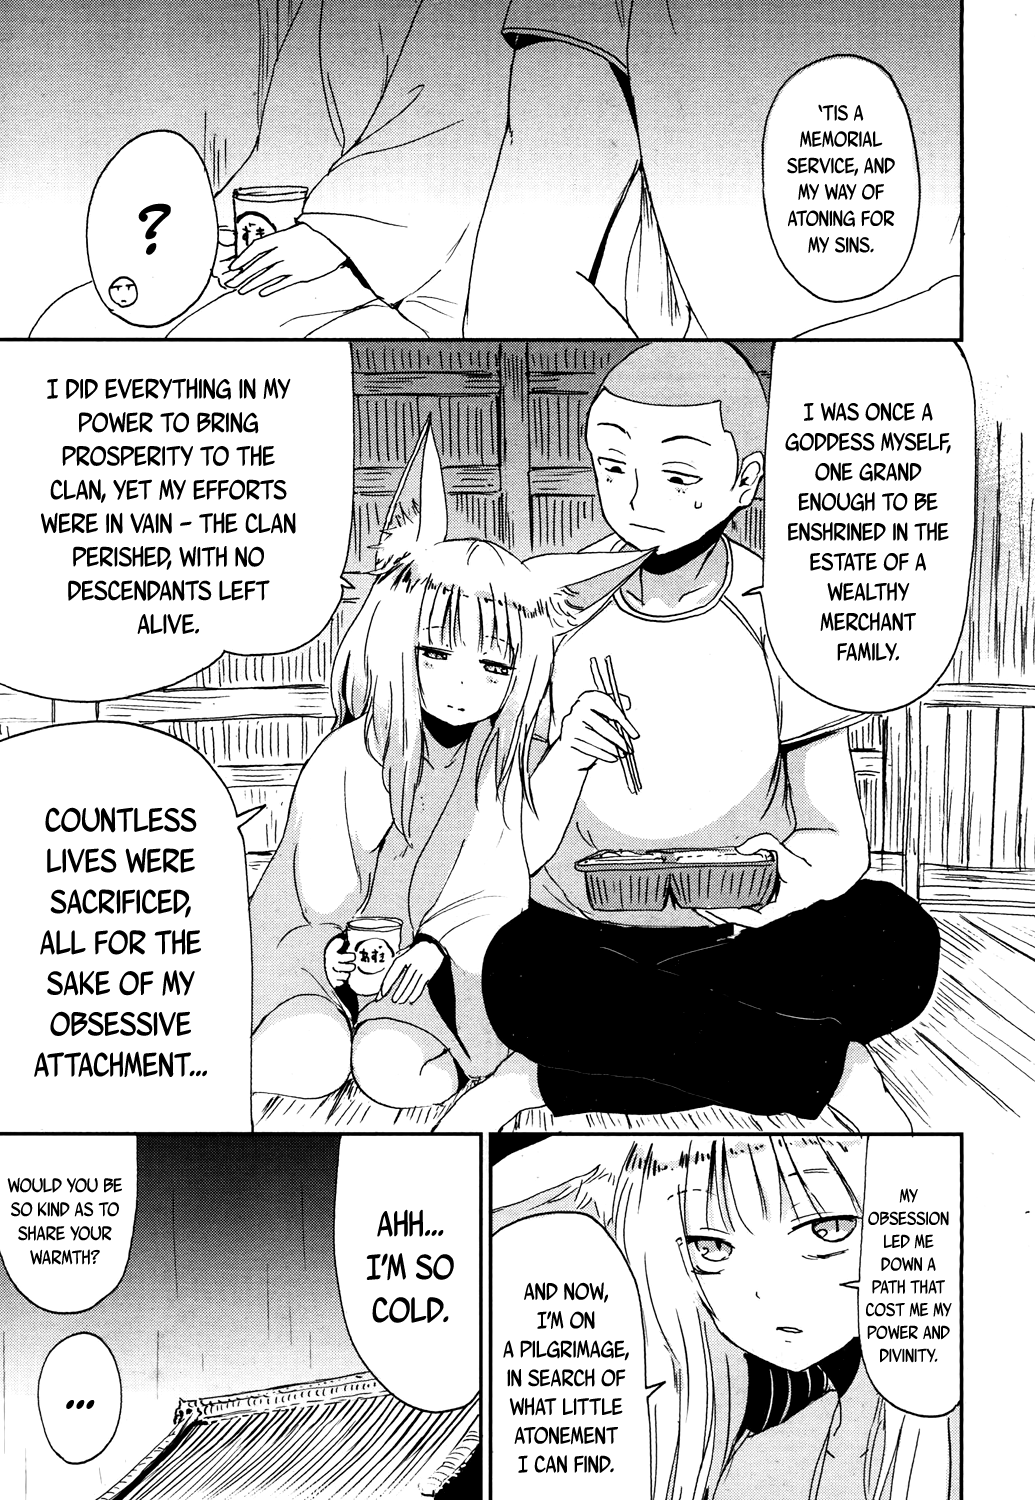 'TIS A
MEMORIAL
SERVICE, AND
MY WAY OF
ATONING FOR
MY SINS.
?
I WAS ONCE A
GODDESS MYSELF,
ONE GRAND
ENOUGH TO BE
ENSHRINED IN THE
ESTATE OF A
WEALTHY
MERCHANT
FAMILY.
I DID EVERYTHING IN MY
POWER TO BRING
PROSPERITY TO THE
CLAN, YET MY EFFORTS
WERE IN VAIN – THE CLAN
PERISHED, WITH NO
DESCENDANTS LEFT
ALIVE.
COUNTLESS
LIVES WERE
SACRIFICED,
ALL FOR THE
SAKE OF MY
OBSESSIVE
ATTACHMENT...
あずま
MY
OBSESSION
LED ME
DOWN A
PATH THAT
COST ME MY
POWER AND
DIVINITY.
AND NOW,
I'M ON
A PILGRIMAGE,
IN SEARCH OF
WHAT LITTLE
ATONEMENT
I CAN FIND.
AHH...
I'M SO
COLD.
WOULD YOU BE
SO KIND AS TO
SHARE YOUR
WARMTH?
...